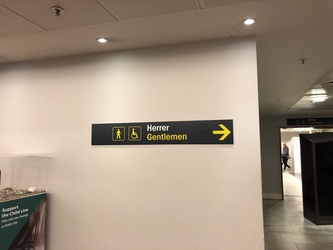 Herrer
Gentlemen
Support
the Child Line